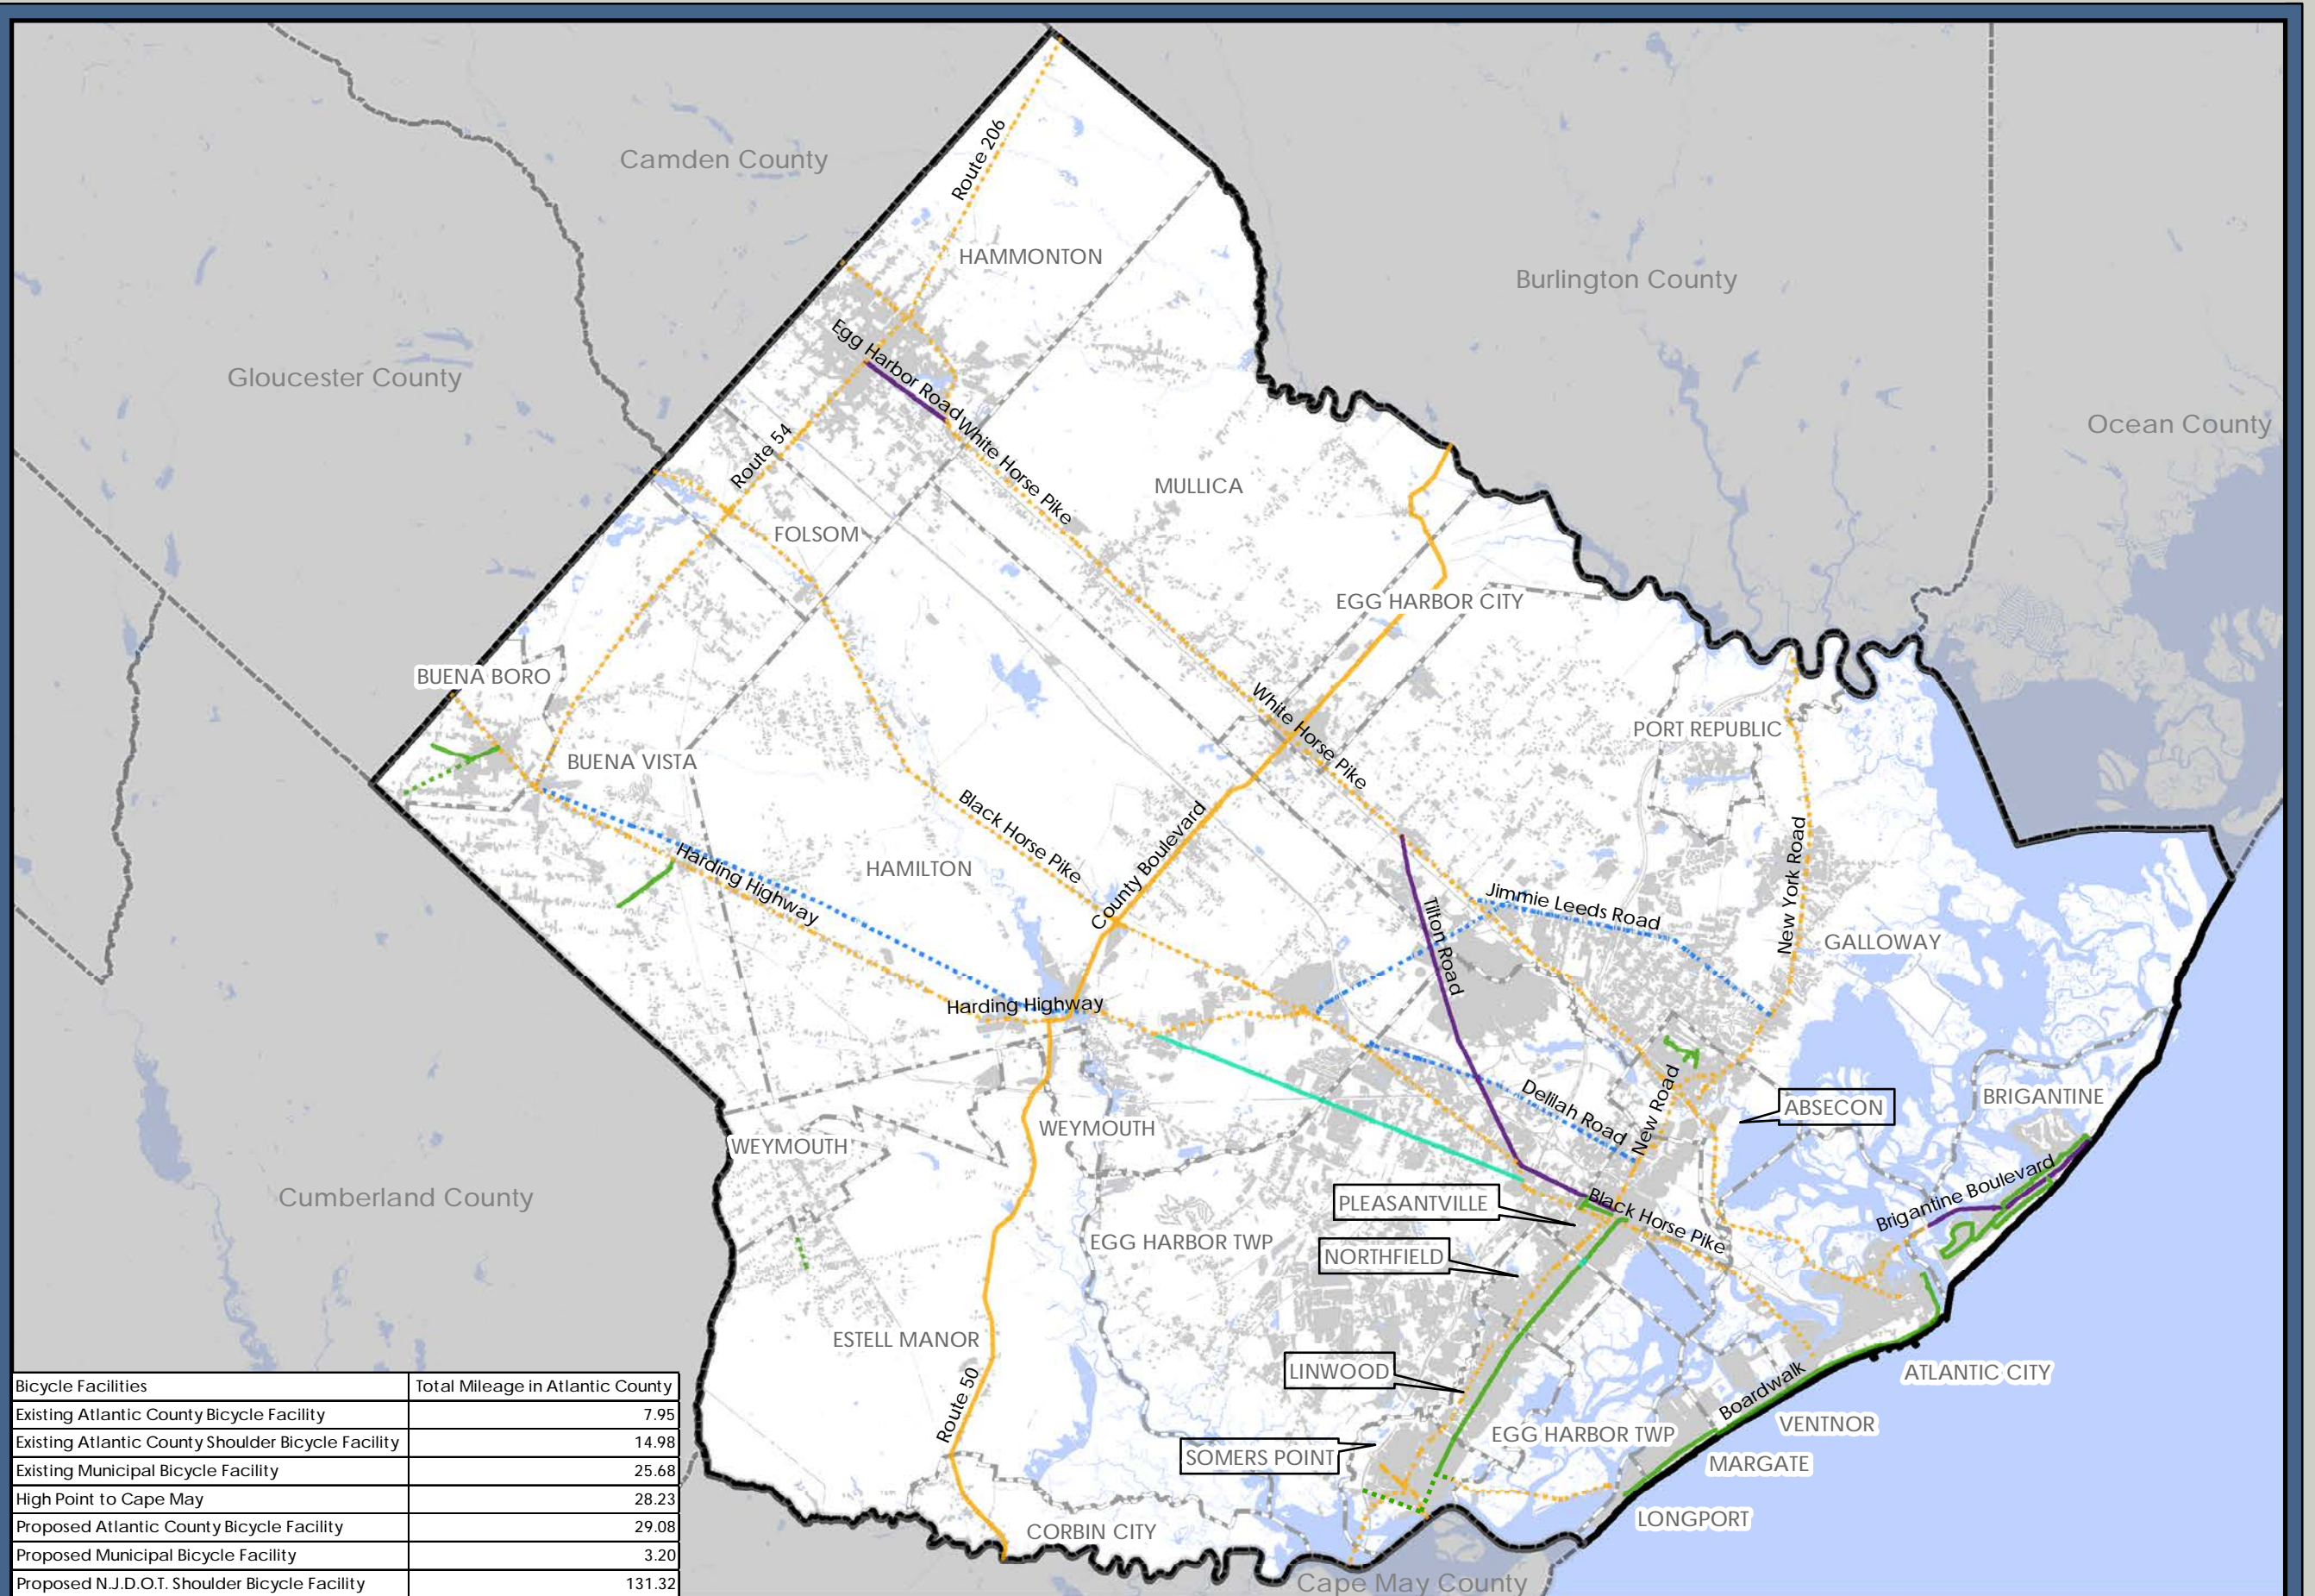 Camden County
Route 206
HAMMONTON
Burlington County
Gloucester County
Egg Harbor Road
White Horse Pike
Ocean County
Route 54
MULLICA
FOLSOM
EGG HARBOR CITY
BUENA BORO
White Horse Pike
PORT REPUBLIC
BUENA VISTA
Black Horse Pike
County Boulevard
New York Road
HAMILTON
Harding Highway
Jimmie Leeds Road
Tilton Road
GALLOWAY
Harding Highway
Delilah Road
New Road
ABSECON
BRIGANTINE
WEYMOUTH
WEYMOUTH
Cumberland County
PLEASANTVILLE
Black Horse Pike
Brigantine Boulevard
EGG HARBOR TWP
NORTHFIELD
ESTELL MANOR
LINWOOD
ATLANTIC CITY
Route 50
Boardwalk
VENTNOR
EGG HARBOR TWP
SOMERS POINT
MARGATE
LONGPORT
CORBIN CITY
Cape May County
Bicycle Facilities Total Mileage in Atlantic County
Existing Atlantic County Bicycle Facility 7.95
Existing Atlantic County Shoulder Bicycle Facility 14.98
Existing Municipal Bicycle Facility 25.68
High Point to Cape May 28.23
Proposed Atlantic County Bicycle Facility 29.08
Proposed Municipal Bicycle Facility 3.20
Proposed N.J.D.O.T. Shoulder Bicycle Facility 131.32